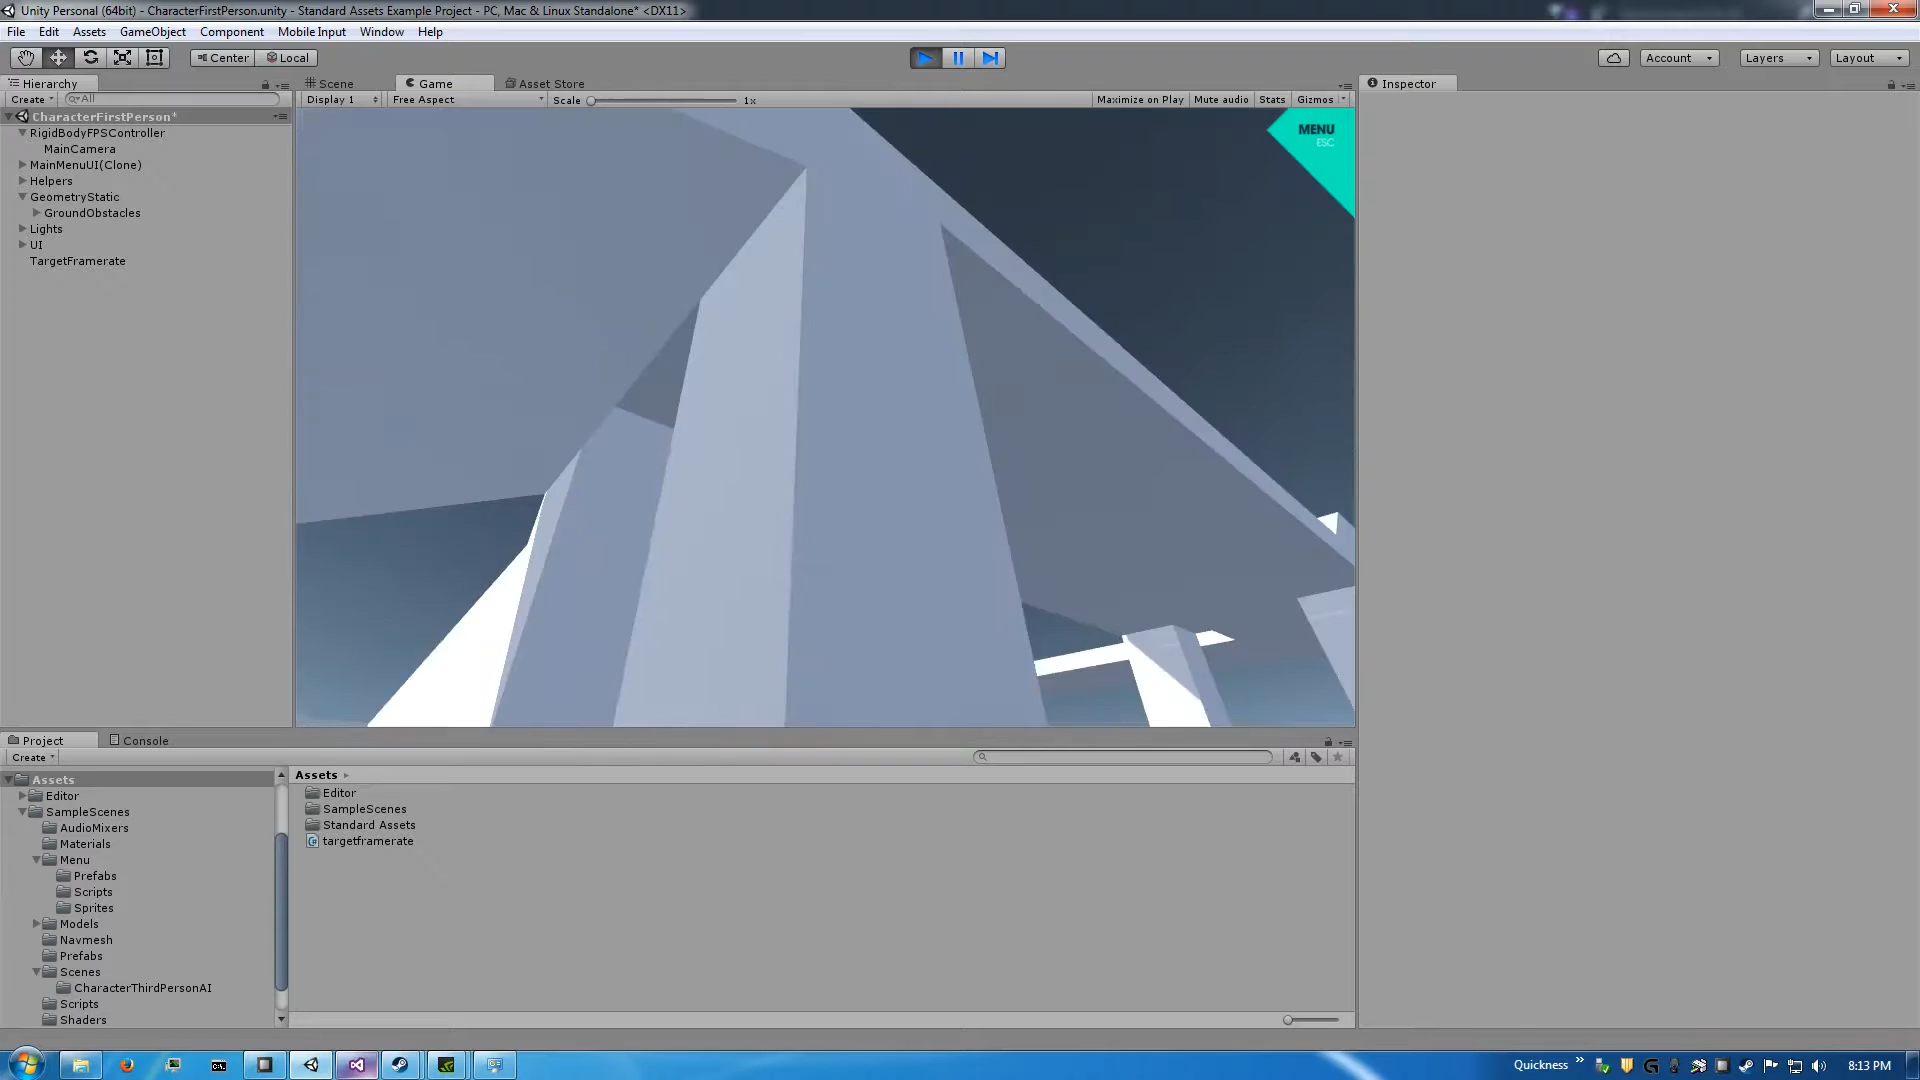 Unity Personal (64bit) - CharacterFirstPerson.unity - Standard Assets Example Project - PC, Mac & Linux Standalone* <DX11>
File Edit Assets GameObject Component Mobile Input Window Help
Center Local Account Layers Layout
Hierarchy Scene Game Asset Store Inspector
Create All Display 1 Free Aspect Scale 1x Maximize on Play Mute audio Stats Gizmos
CharacterFirstPerson*
RigidBodyFPSController
MainCamera
MainMenuUI(Clone)
Helpers
GeometryStatic
GroundObstacles
Lights
UI
TargetFramerate
MENU
ESC
Project Console
Create
Assets
Editor
SampleScenes
AudioMixers
Materials
Menu
Prefabs
Scripts
Sprites
Models
Navmesh
Prefabs
Scenes
CharacterThirdPersonAI
Scripts
Shaders
Assets
Editor
SampleScenes
Standard Assets
targetframerate
Quickness 8:13 PM